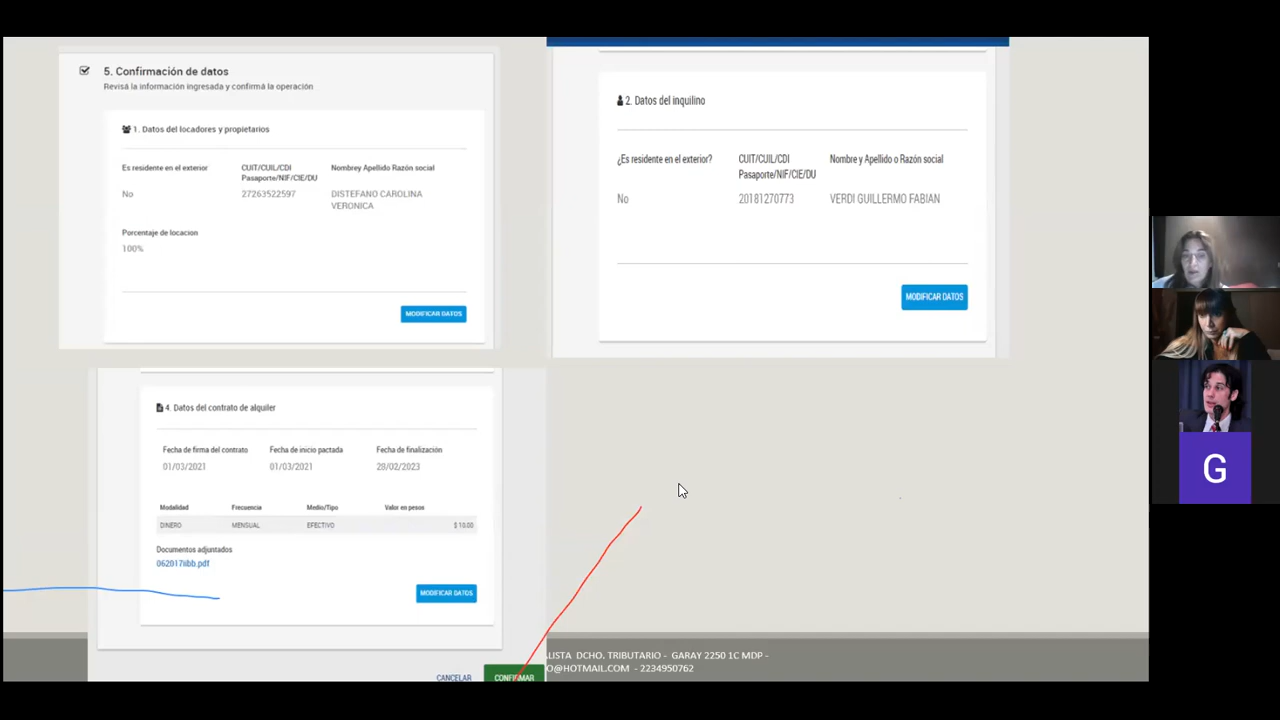 5. Confirmación de datos
Revisá la información ingresada y confirmá la operación
1. Datos del locadores y propietarios
Es residente en el exterior
CUIT/CUIL/CDI
Pasaporte/NIF/CIE/DU
Nombrey Apellido Razón social
No
27263522597
DISTEFANO CAROLINA
VERONICA
Porcentaje de locacion
100%
MODIFICAR DATOS
2. Datos del inquilino
¿Es residente en el exterior?
CUIT/CUIL/CDI
Pasaporte/NIF/CIE/DU
Nombre y Apellido o Razón social
No
20181270773
VERDI GUILLERMO FABIAN
MODIFICAR DATOS
4. Datos del contrato de alquiler
Fecha de firma del contrato
Fecha de inicio pactada
Fecha de finalización
01/03/2021
01/03/2021
28/02/2023
Modalidad
Frecuencia
Medio/Tipo
Valor en pesos
DINERO
MENSUAL
EFECTIVO
$ 10.00
Documentos adjuntados
062017iibb.pdf
MODIFICAR DATOS
CANCELAR
CONFIRMAR
ALISTA DCHO. TRIBUTARIO - GARAY 2250 1C MDP -
O@HOTMAIL.COM - 2234950762
G